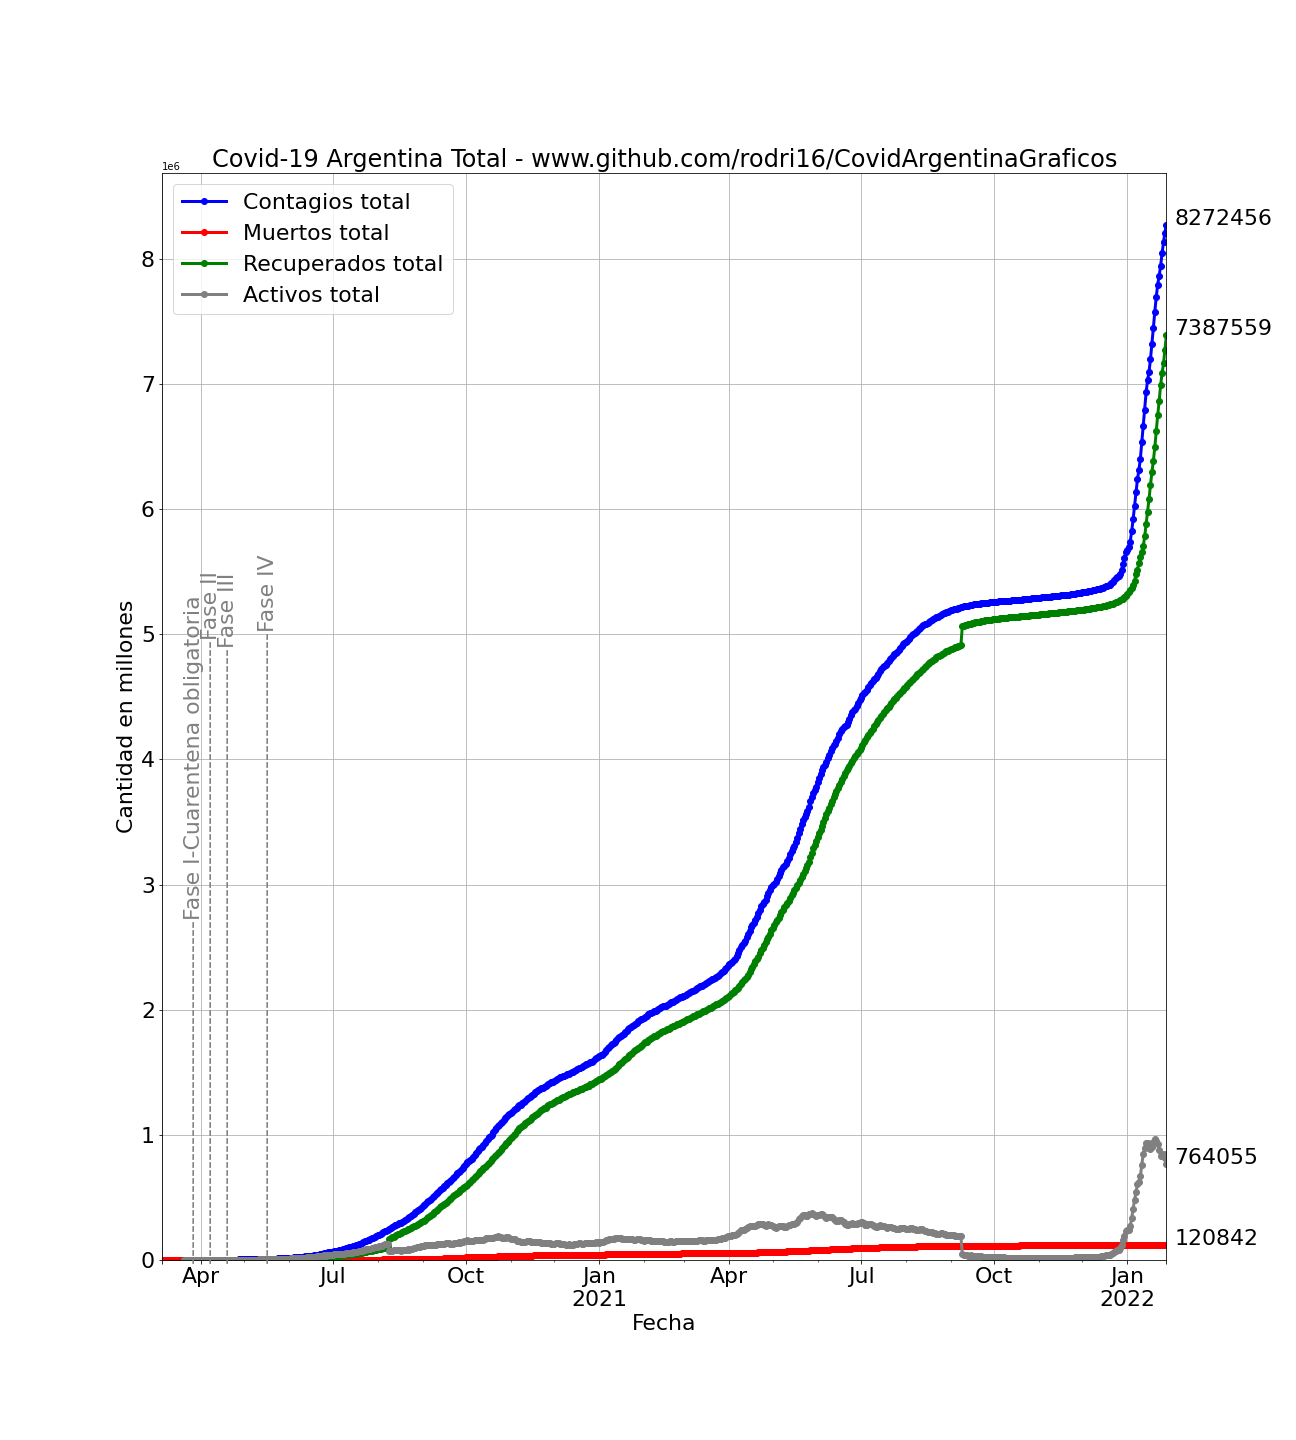 Covid-19 Argentina Total - www.github.com/rodri16/CovidArgentinaGraficos
1e6
Contagios total
Muertos total
Recuperados total
Activos total
8272456
7387559
764055
120842
8
7
6
5
4
3
2
1
0
Cantidad en millones
Fase I-Cuarentena obligatoria
Fase II
Fase III
Fase IV
Apr
Jul
Oct
Jan
2021
Apr
Jul
Oct
Jan
2022
Fecha